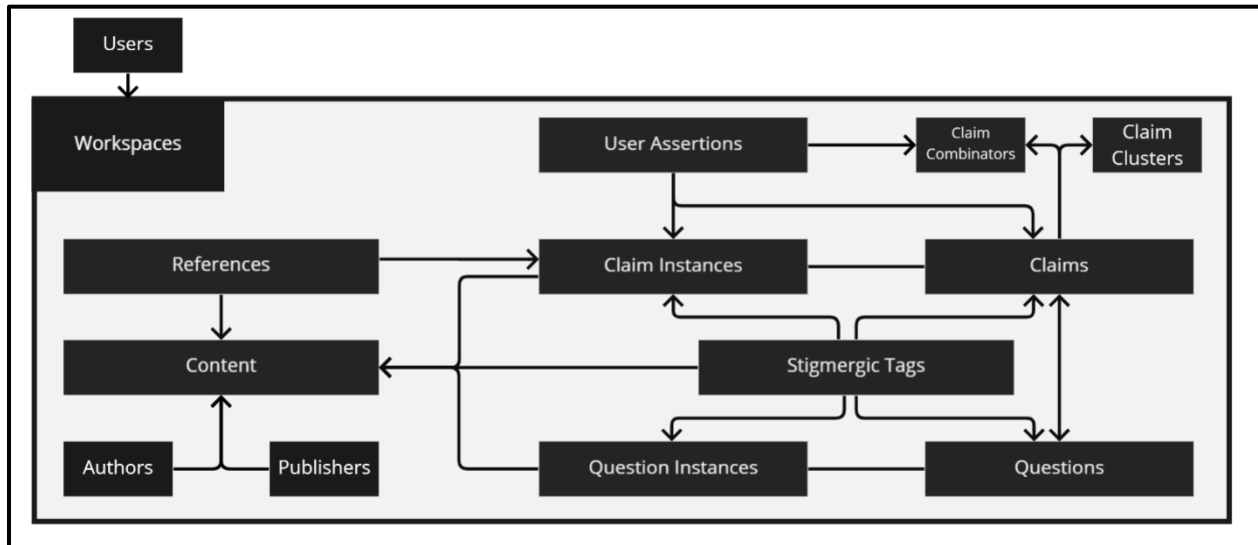 Users
Workspaces
User Assertions
Claim
Combinators
Claim
Clusters
References
Claim Instances
Claims
Content
Stigmergic Tags
Authors
Publishers
Question Instances
Questions